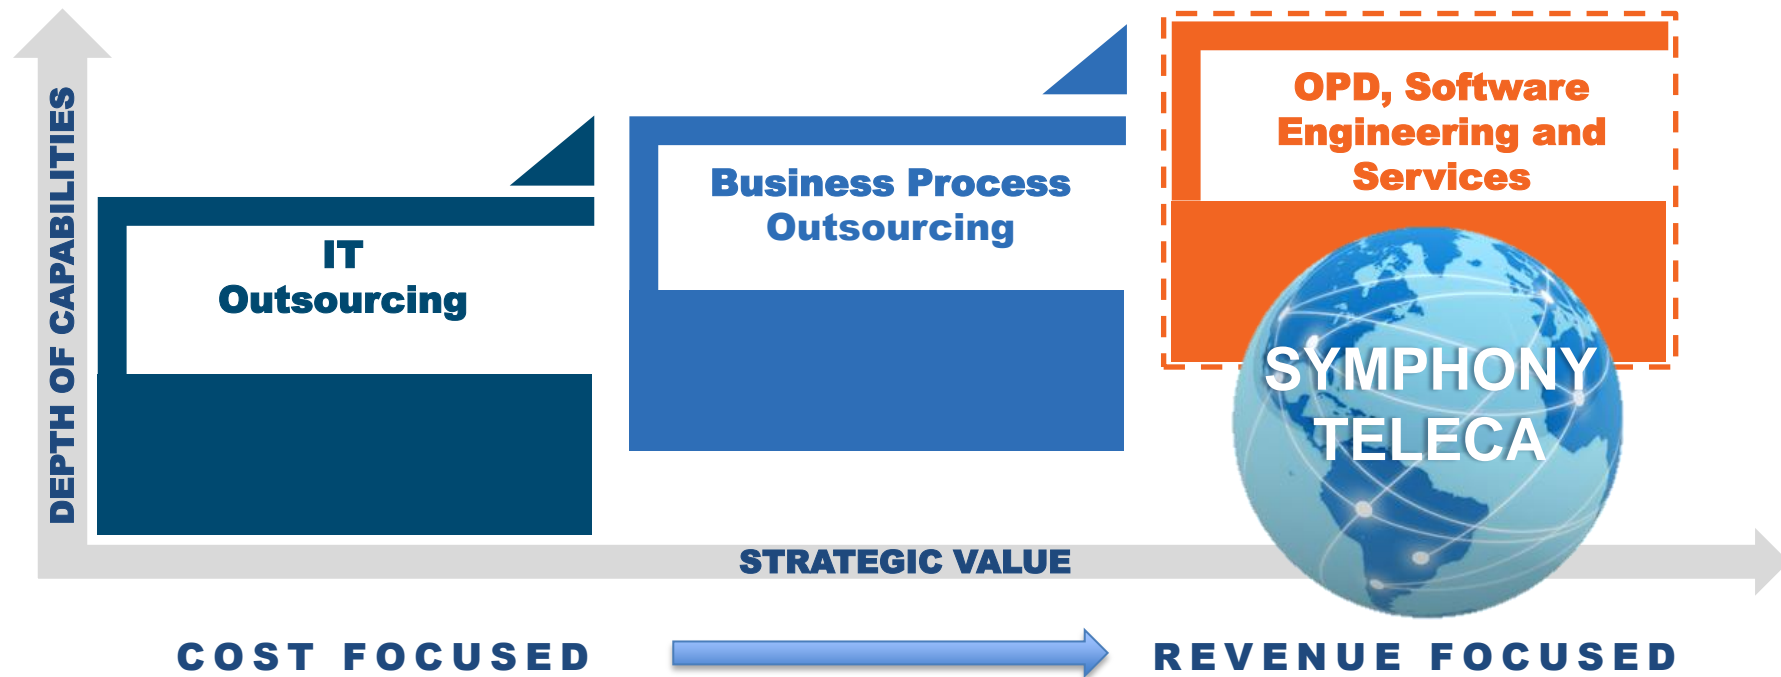 DEPTH OF CAPABILITIES
IT
Outsourcing
Business Process
Outsourcing
OPD, Software
Engineering and
Services
SYMPHONY
TELECA
STRATEGIC VALUE
COST FOCUSED
REVENUE FOCUSED